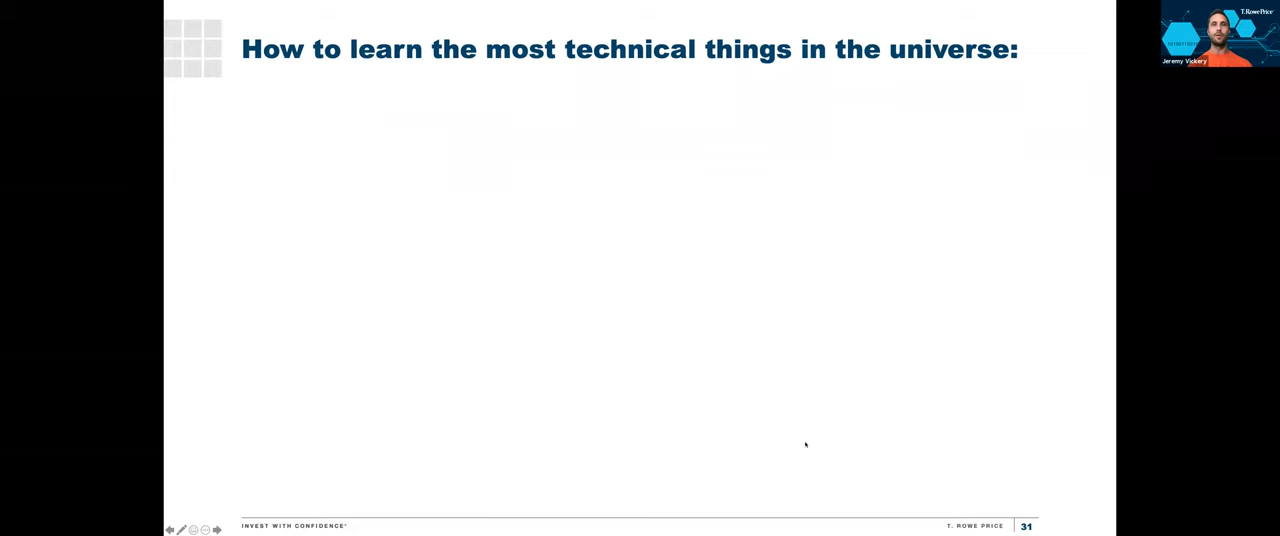 How to learn the most technical things in the universe:
T. Rowe Price
Jeremy Vickery
INVEST WITH CONFIDENCE®
T. ROWE PRICE
31